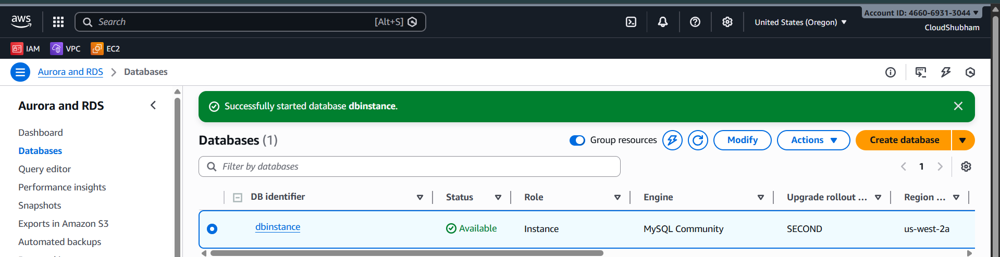 aws
Search [Alt+S]
United States (Oregon)
Account ID: 4660-6931-3044
CloudShubham
IAM VPC EC2
Aurora and RDS > Databases
Aurora and RDS
Dashboard
Databases
Query editor
Performance insights
Snapshots
Exports in Amazon S3
Automated backups
Successfully started database dbinstance.
Databases (1)
Group resources
Modify
Actions
Create database
Filter by databases
1
DB identifier Status Role Engine Upgrade rollout ... Region ...
dbinstance Available Instance MySQL Community SECOND us-west-2a